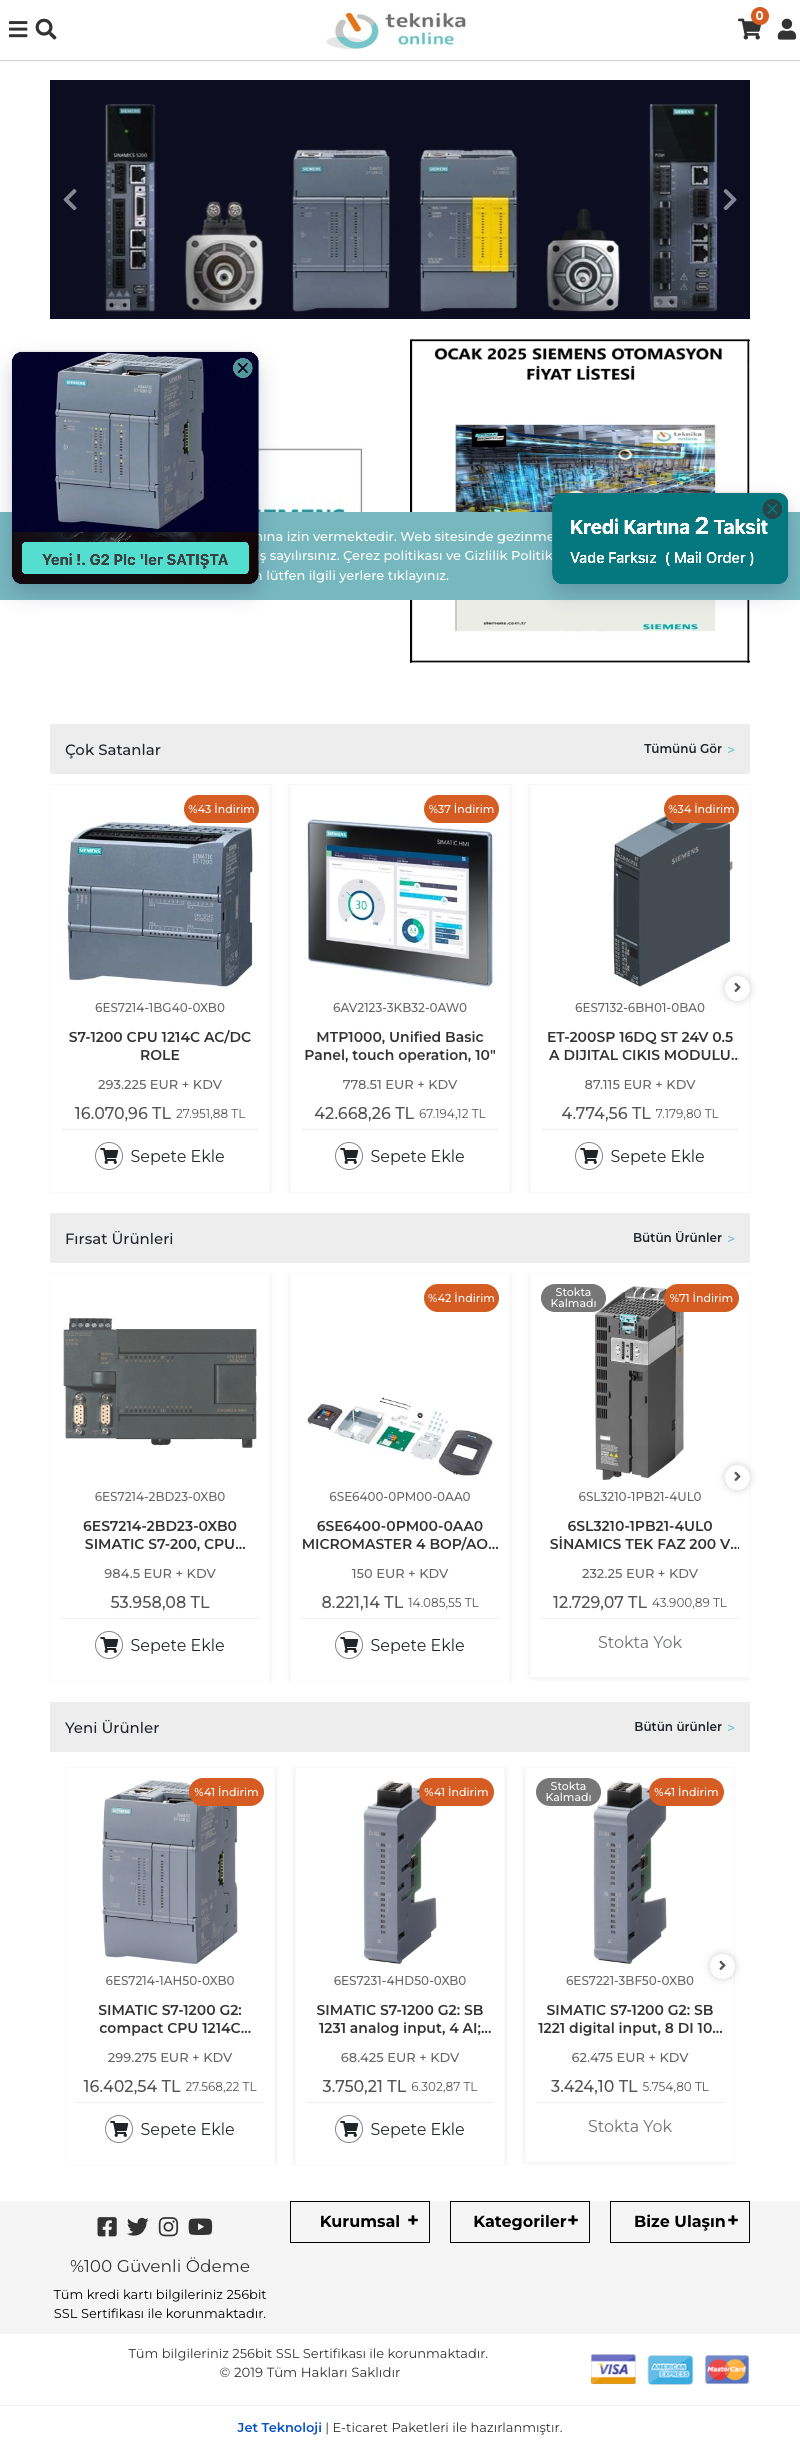 teknika
online
0
OCAK 2025 SIEMENS OTOMASYON
FİYAT LİSTESİ
teknika
online
lütfen ilgili yerlere tıklayınız.
izin vermektedir. Web sitesinde gezinme
sayılırsınız. Çerez politikası ve Gizlilik Politik
Yeni !. G2 Plc 'ler SATIŞTA
Kredi Kartına 2 Taksit
Vade Farksız ( Mail Order )
siemens.com.tr
SIEMENS
Çok Satanlar
Tümünü Gör >
%43 İndirim
6ES7214-1BG40-0XB0
S7-1200 CPU 1214C AC/DC
ROLE
293.225 EUR + KDV
16.070,96 TL 27.951,88 TL
Sepete Ekle
%37 İndirim
SIMATIC HMI
30
6AV2123-3KB32-0AW0
MTP1000, Unified Basic
Panel, touch operation, 10"
778.51 EUR + KDV
42.668,26 TL 67.194,12 TL
Sepete Ekle
%34 İndirim
SIEMENS
6ES7132-6BH01-0BA0
ET-200SP 16DQ ST 24V 0.5
A DIJITAL CIKIS MODULU...
87.115 EUR + KDV
4.774,56 TL 7.179,80 TL
Sepete Ekle
Fırsat Ürünleri
Bütün Ürünler >
6ES7214-2BD23-0XB0
6ES7214-2BD23-0XB0
SIMATIC S7-200, CPU...
984.5 EUR + KDV
53.958,08 TL
Sepete Ekle
%42 İndirim
6SE6400-0PM00-0AA0
6SE6400-0PM00-0AA0
MICROMASTER 4 BOP/AO...
150 EUR + KDV
8.221,14 TL 14.085,55 TL
Sepete Ekle
Stokta
Kalmadı
%71 İndirim
6SL3210-1PB21-4UL0
6SL3210-1PB21-4UL0
SİNAMICS TEK FAZ 200 V...
232.25 EUR + KDV
12.729,07 TL 43.900,89 TL
Stokta Yok
Yeni Ürünler
Bütün ürünler >
%41 İndirim
6ES7214-1AH50-0XB0
SIMATIC S7-1200 G2:
compact CPU 1214C...
299.275 EUR + KDV
16.402,54 TL 27.568,22 TL
Sepete Ekle
%41 İndirim
6ES7231-4HD50-0XB0
SIMATIC S7-1200 G2: SB
1231 analog input, 4 AI;...
68.425 EUR + KDV
3.750,21 TL 6.302,87 TL
Sepete Ekle
Stokta
Kalmadı
%41 İndirim
6ES7221-3BF50-0XB0
SIMATIC S7-1200 G2: SB
1221 digital input, 8 DI 10...
62.475 EUR + KDV
3.424,10 TL 5.754,80 TL
Stokta Yok
Kurumsal +
Kategoriler +
Bize Ulaşın +
%100 Güvenli Ödeme
Tüm kredi kartı bilgileriniz 256bit
SSL Sertifikası ile korunmaktadır.
Tüm bilgileriniz 256bit SSL Sertifikası ile korunmaktadır.
© 2019 Tüm Hakları Saklıdır
VISA
AMERICAN EXPRESS
MasterCard
Jet Teknoloji | E-ticaret Paketleri ile hazırlanmıştır.